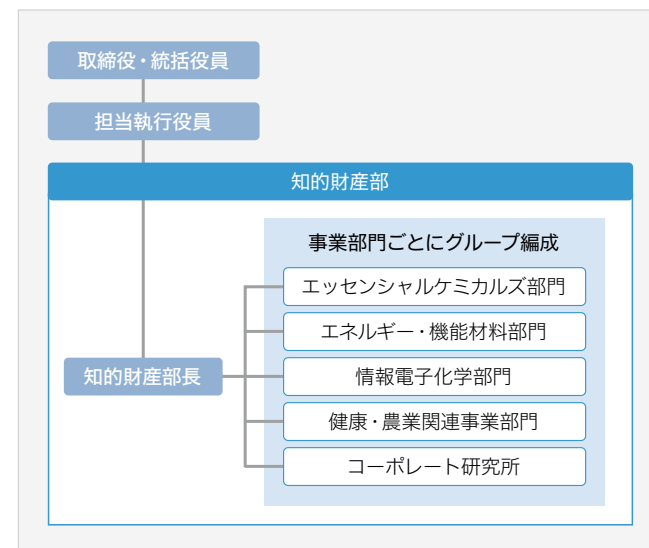 取締役・統括役員
担当執行役員
知的財産部
事業部門ごとにグループ編成
エッセンシャルケミカルズ部門
エネルギー・機能材料部門
知的財産部長
情報電子化学部門
健康・農業関連事業部門
コーポレート研究所